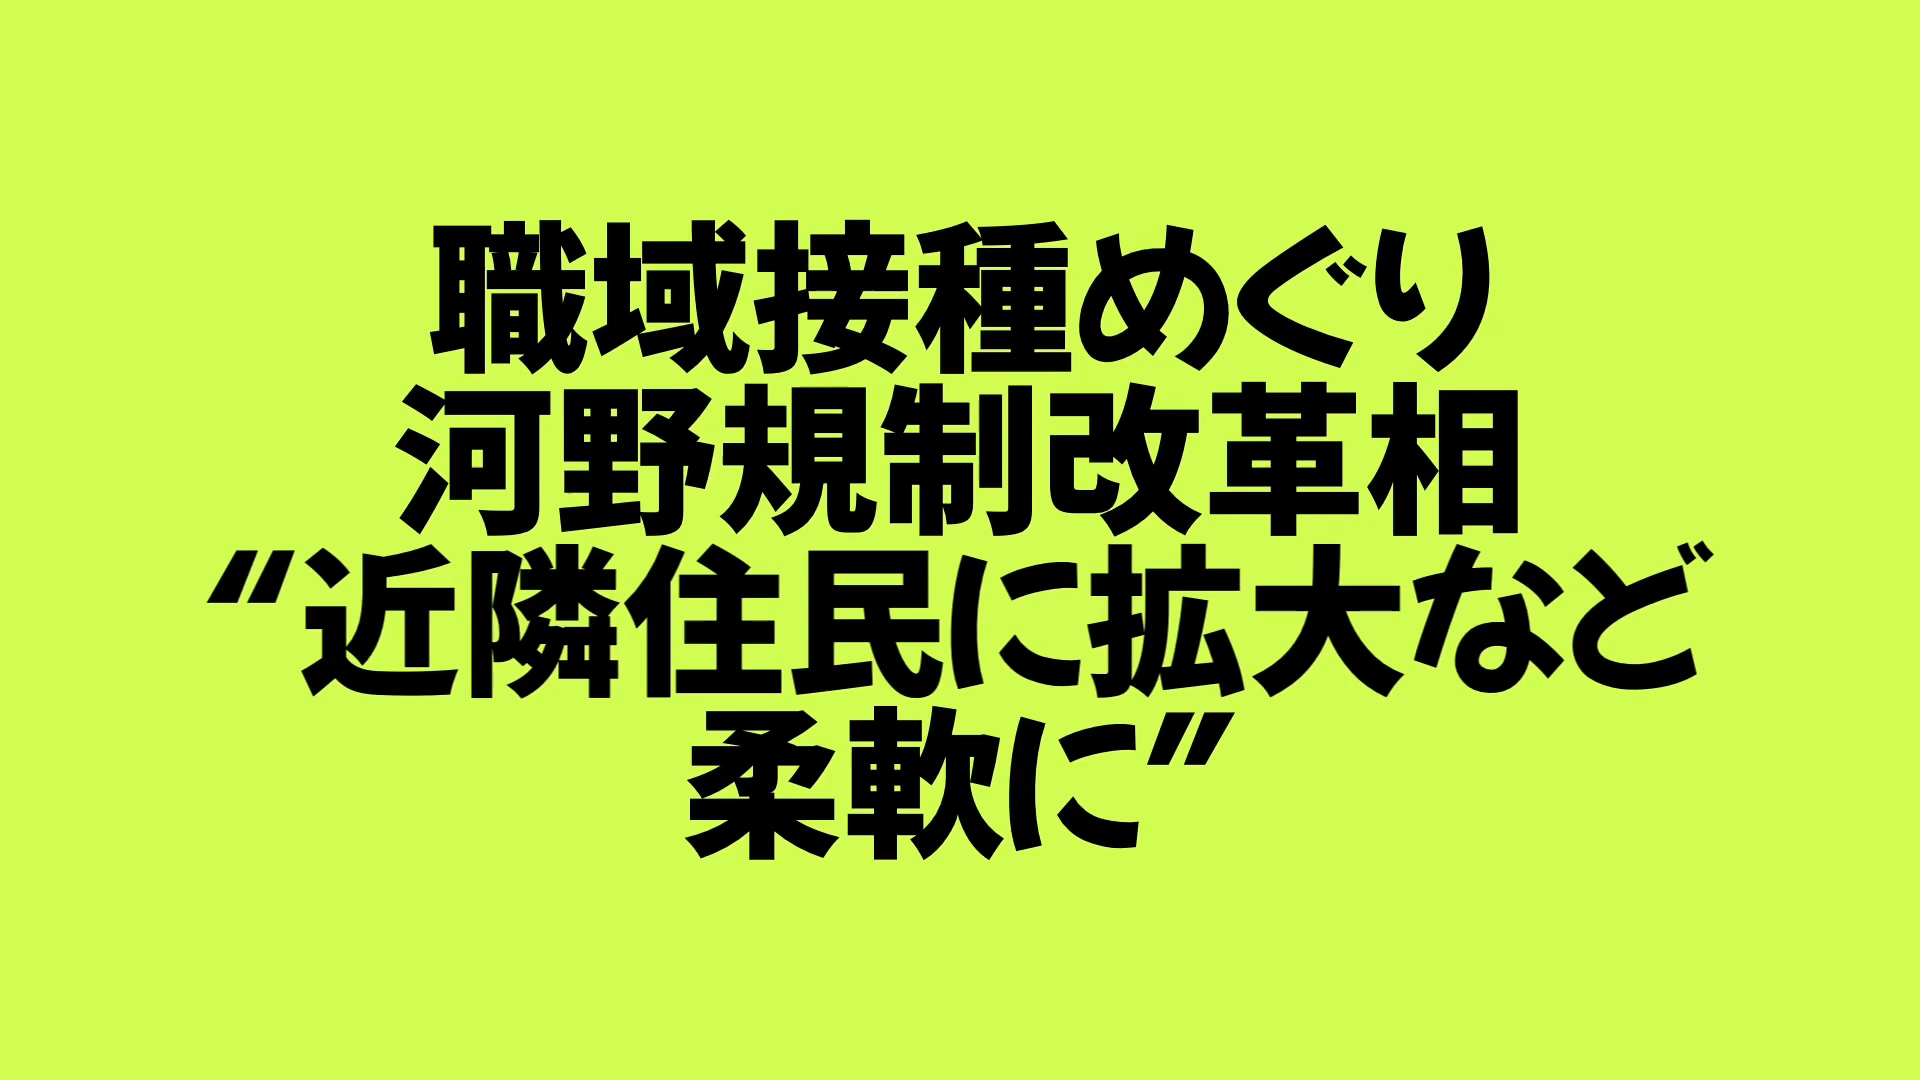 職域接種めぐり
河野規制改革相
“近隣住民に拡大など
柔軟に”